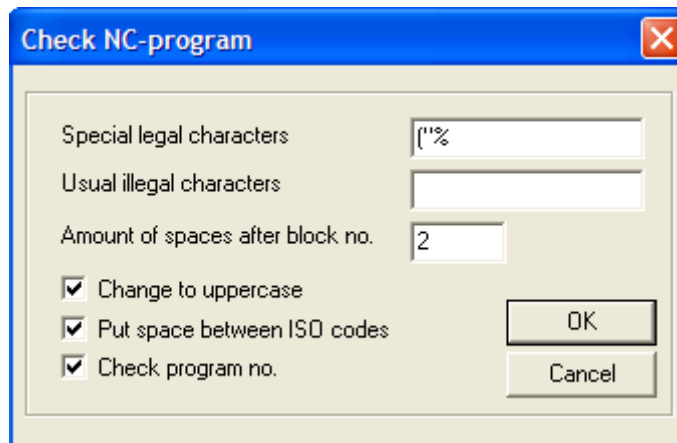 Check NC-program
Special legal characters ("%
Usual illegal characters
Amount of spaces after block no. 2
Change to uppercase
Put space between ISO codes
OK
Check program no.
Cancel